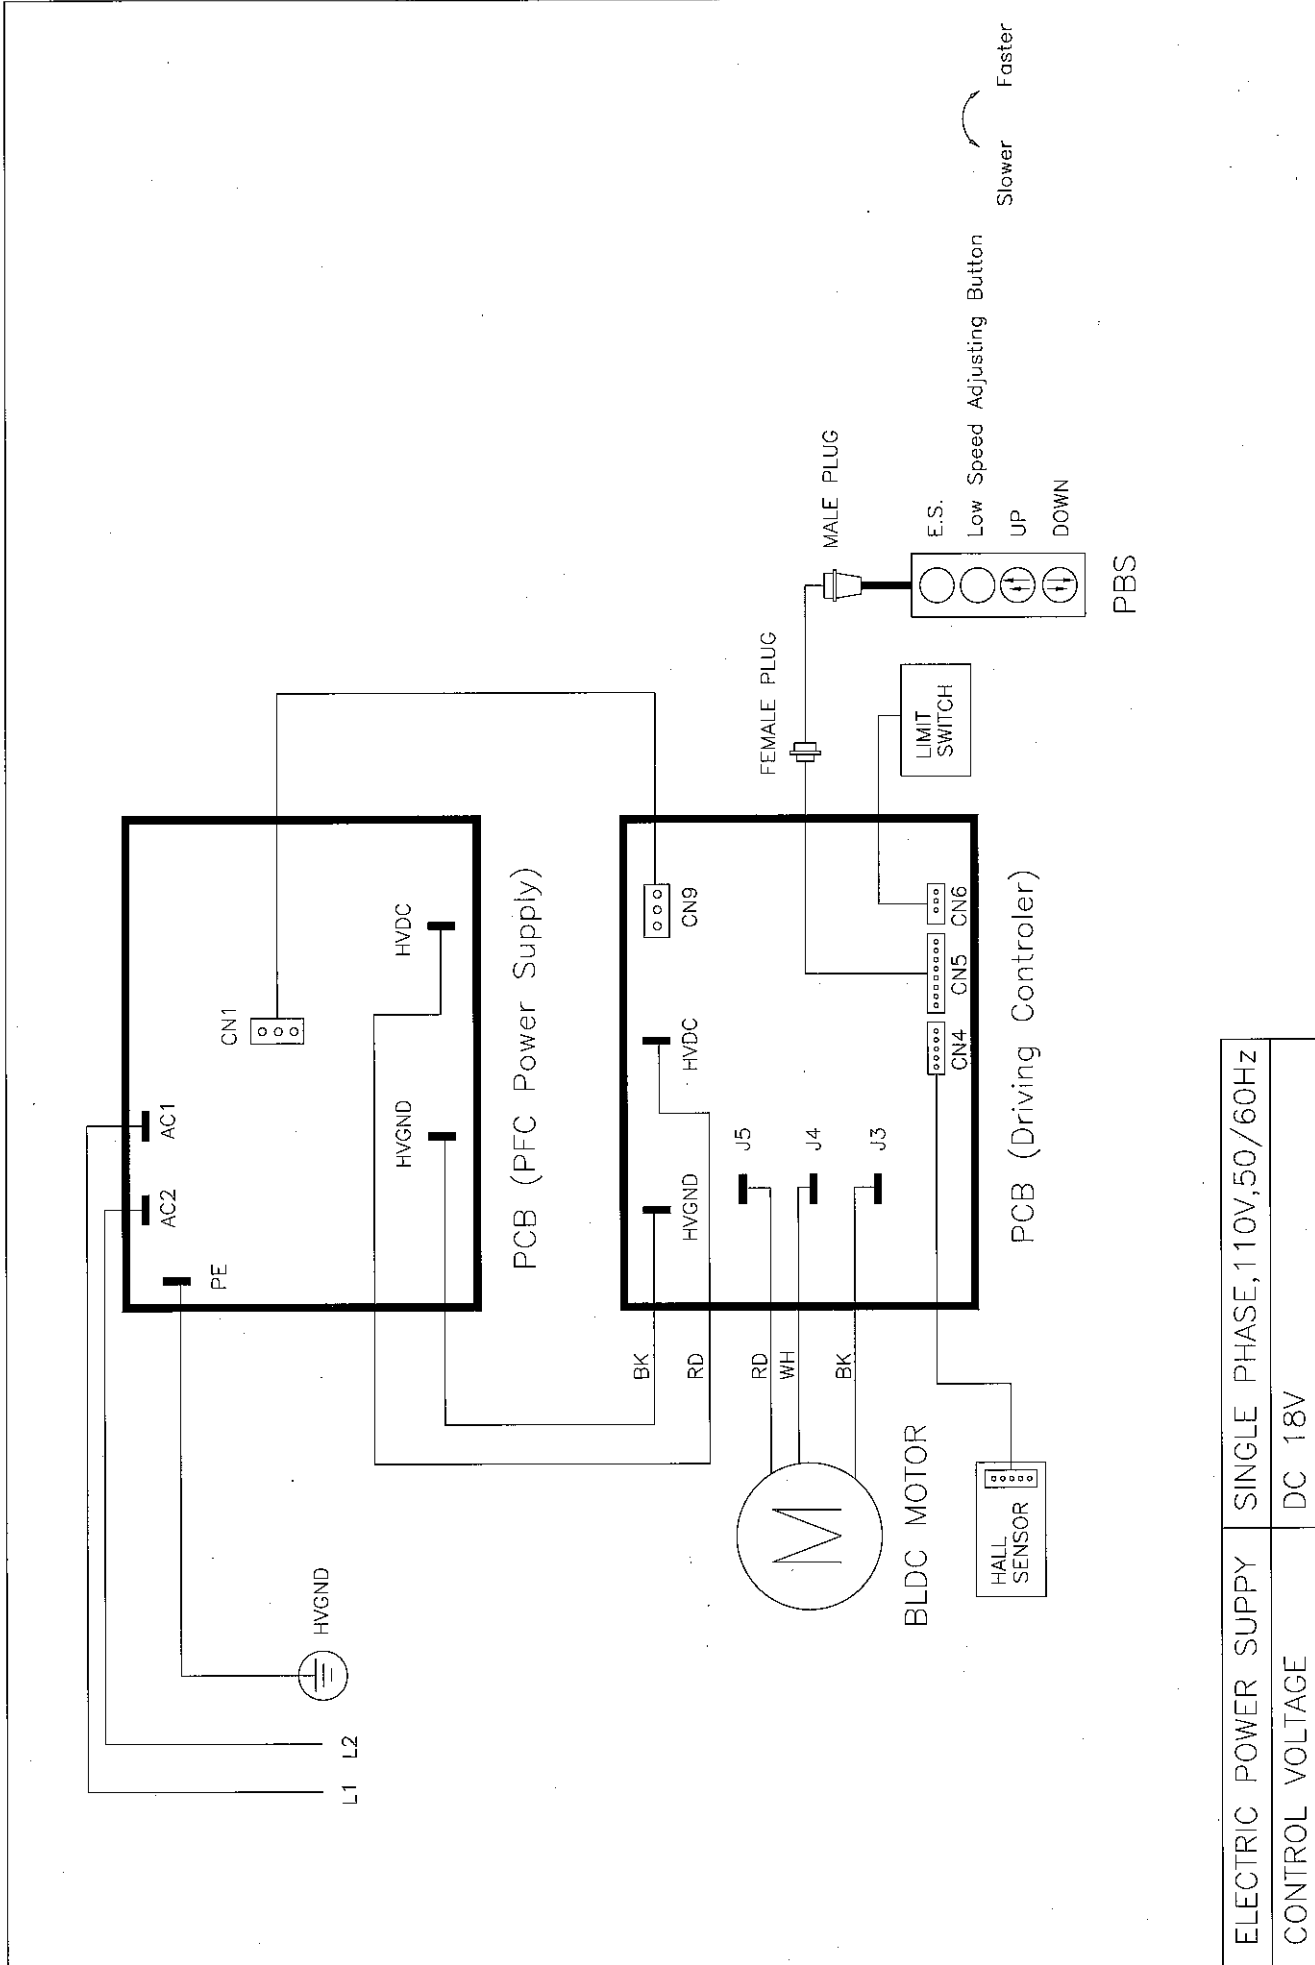 L1
L2
HVGND
PE
AC2
AC1
CN1
HVGND
HVDC
PCB (PFC Power Supply)
BK
RD
HVGND
HVDC
CN9
RD
WH
BK
J5
J4
J3
M
BLDC MOTOR
HALL
SENSOR
CN4
CN5
CN6
PCB (Driving Controler)
FEMALE PLUG
MALE PLUG
LIMIT
SWITCH
E.S.
Low Speed Adjusting Button
UP
DOWN
PBS
Slower
Faster
ELECTRIC POWER SUPPY
SINGLE PHASE,110V,50/60Hz
CONTROL VOLTAGE
DC 18V